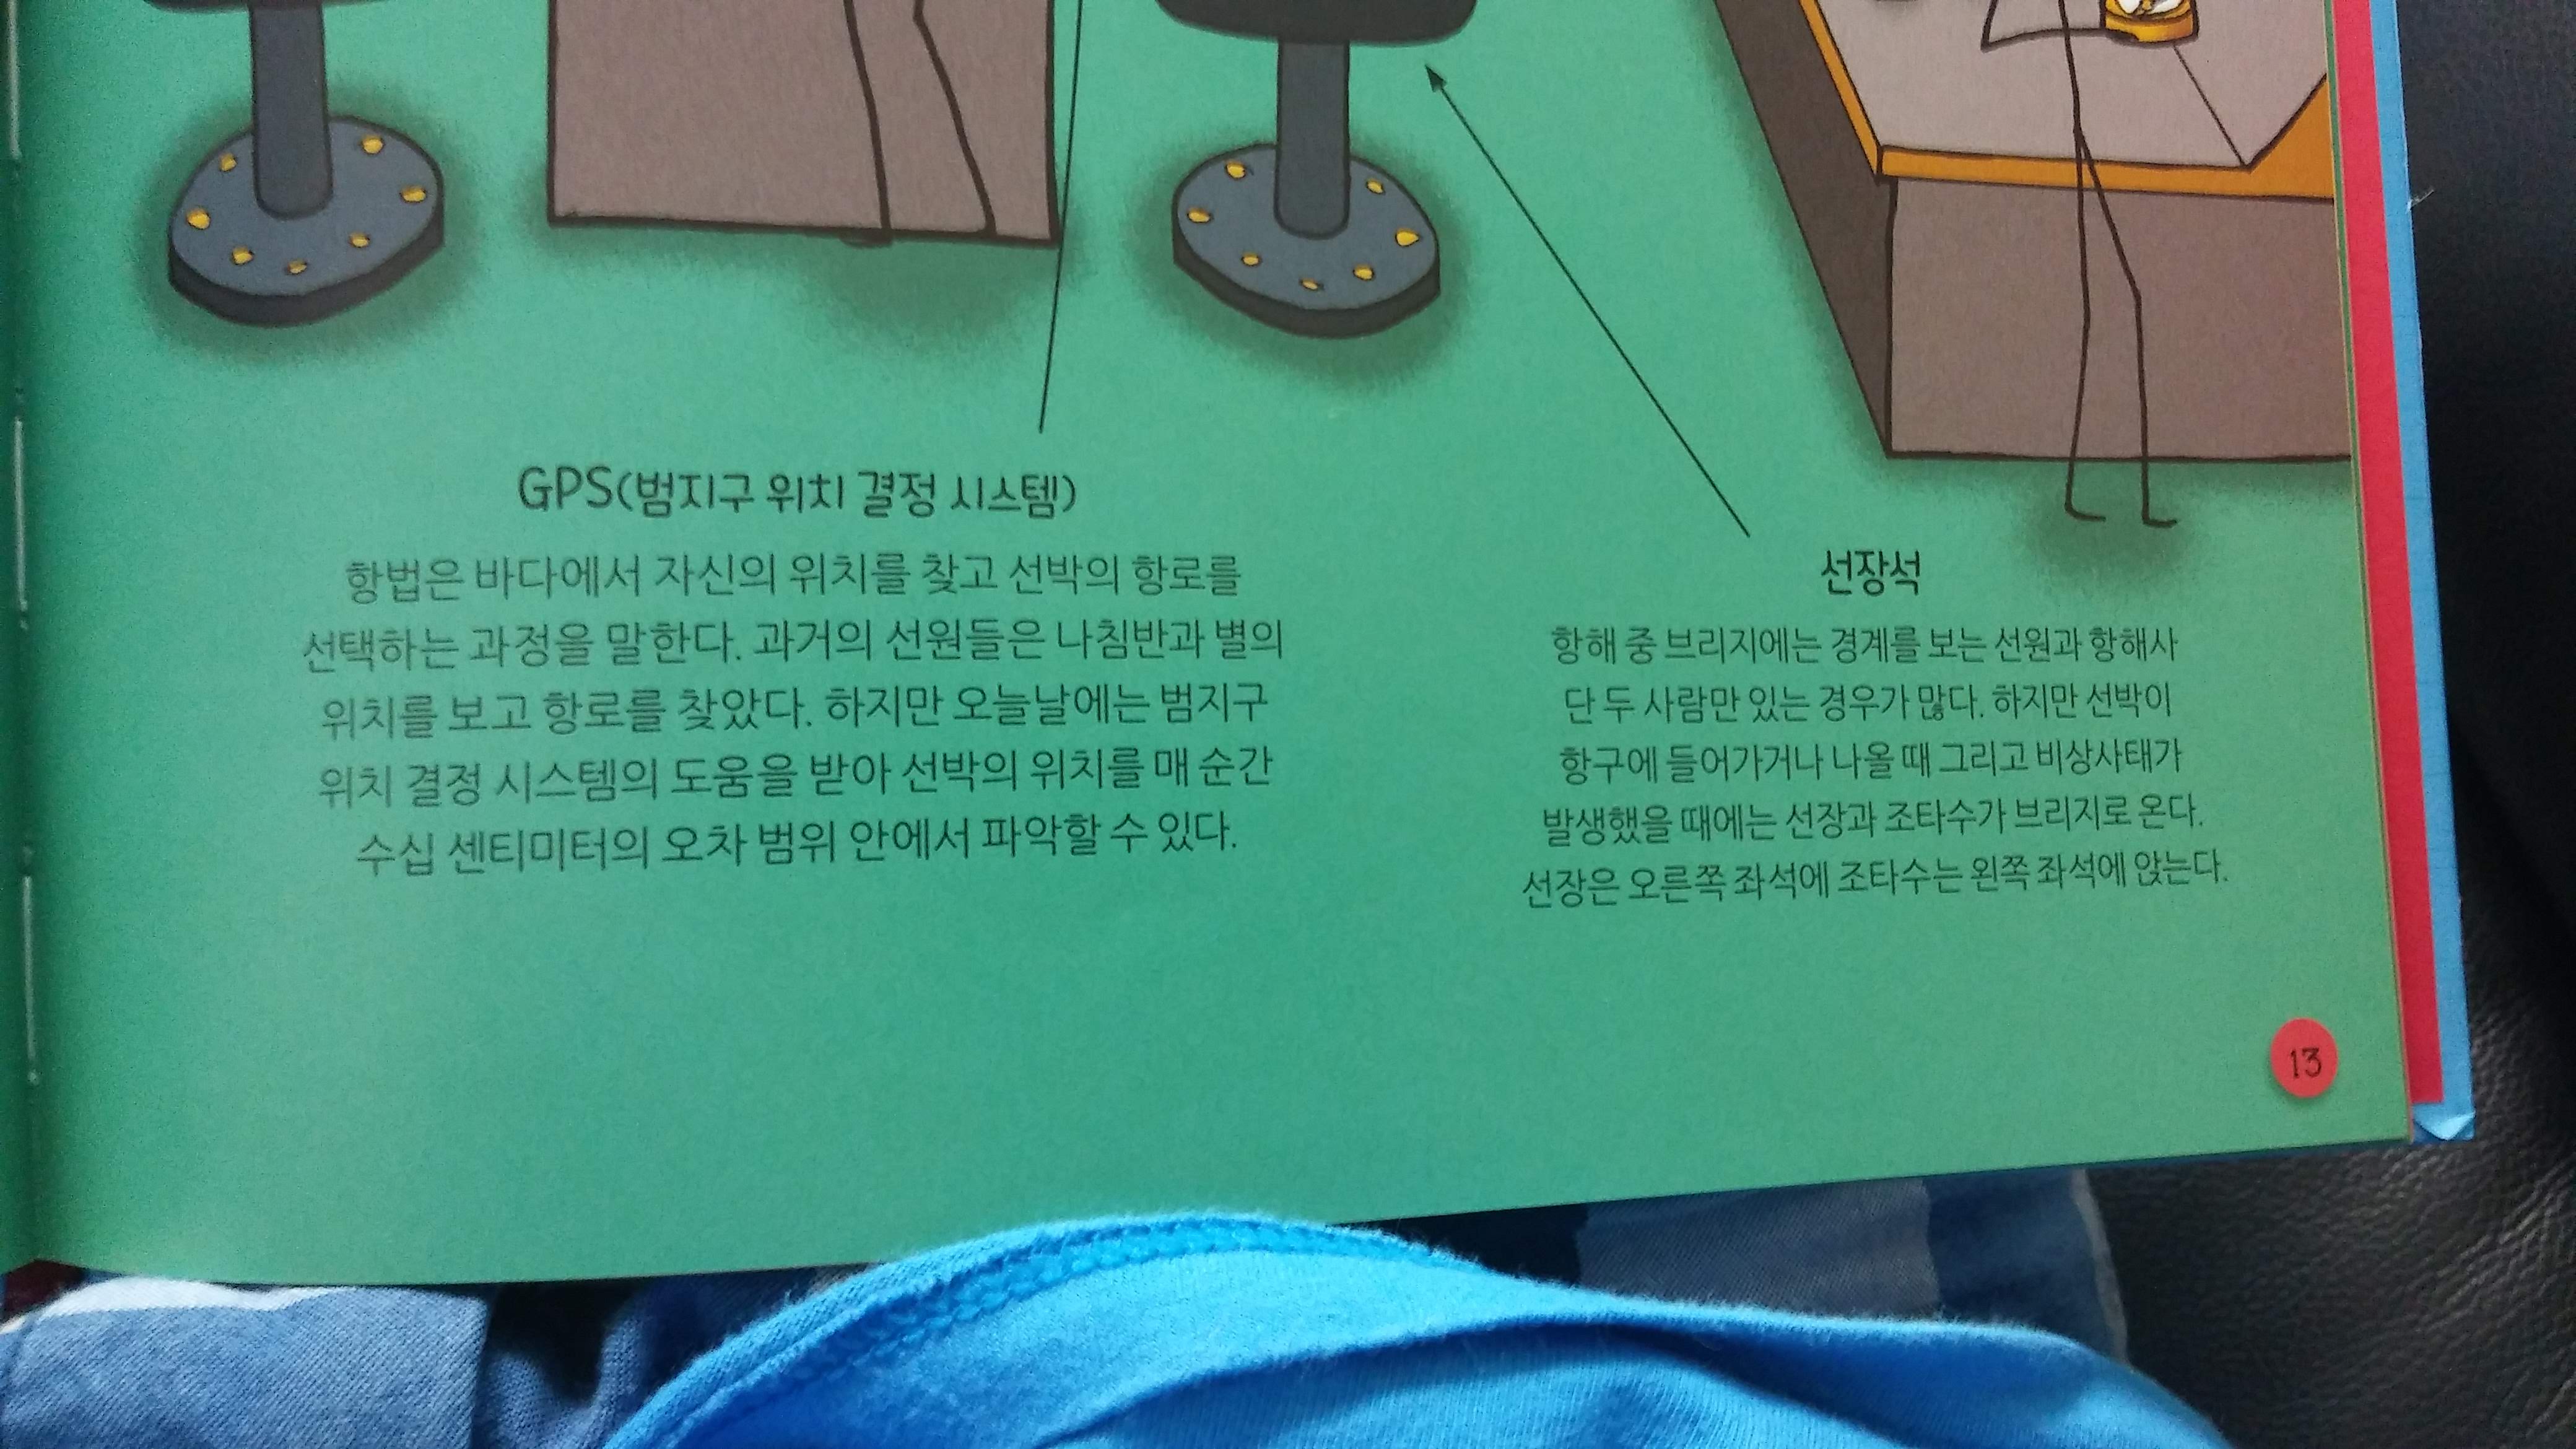 GPS(범지구 위치 결정 시스템)
항법은 바다에서 자신의 위치를 찾고 선박의 항로를
선택하는 과정을 말한다. 과거의 선원들은 나침반과 별의
위치를 보고 항로를 찾았다. 하지만 오늘날에는 범지구
위치 결정 시스템의 도움을 받아 선박의 위치를 매 순간
수십 센티미터의 오차 범위 안에서 파악할 수 있다.
선장석
항해 중 브리지에는 경계를 보는 선원과 항해사
단 두 사람만 있는 경우가 많다. 하지만 선박이
항구에 들어가거나 나올 때 그리고 비상사태가
발생했을 때에는 선장과 조타수가 브리지로 온다.
선장은 오른쪽 좌석에 조타수는 왼쪽 좌석에 앉는다.
13